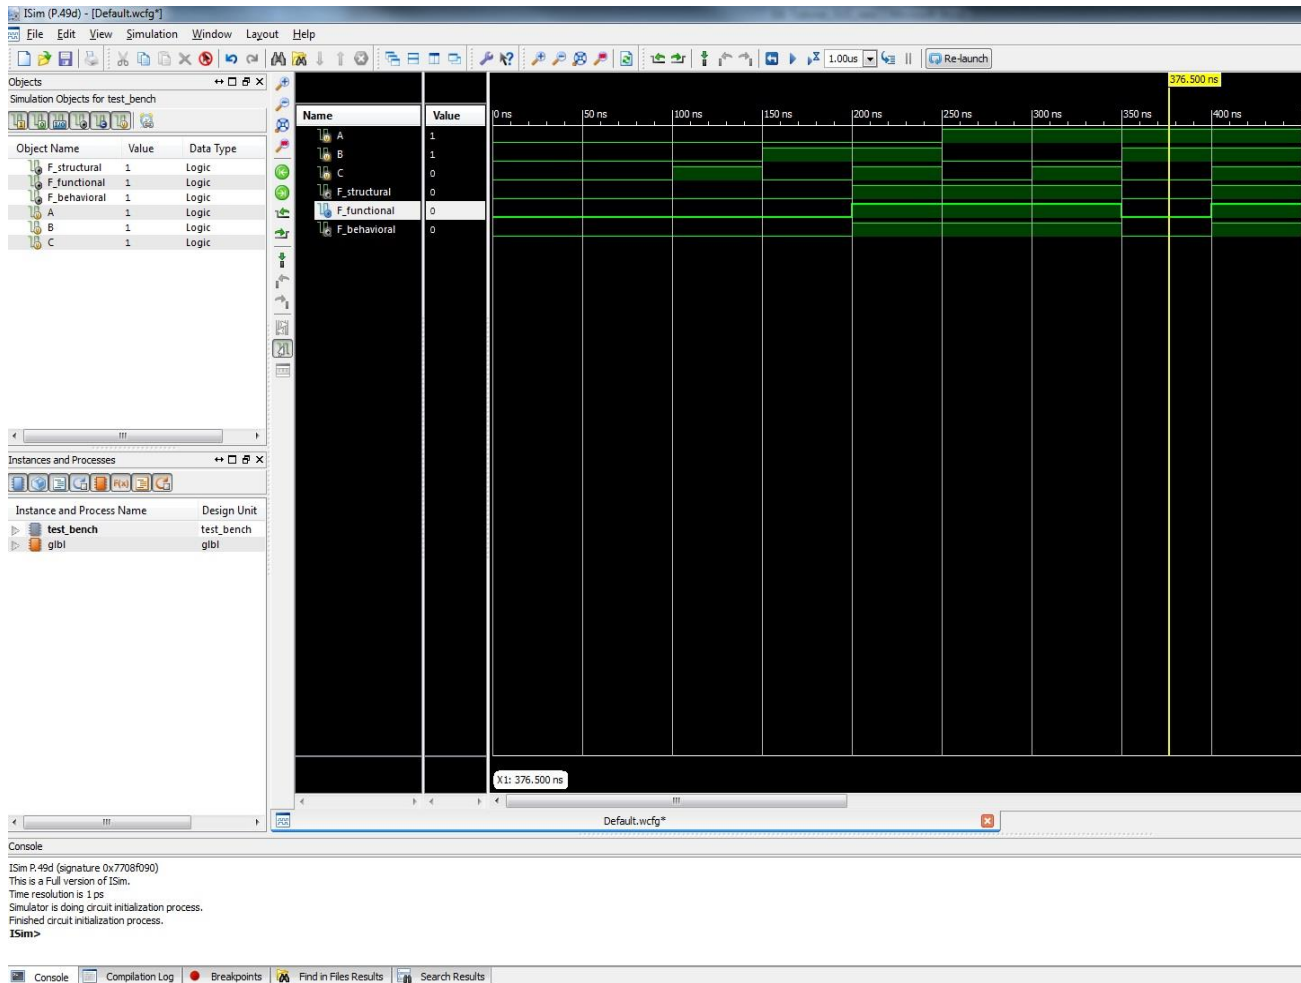 ISim (P.49d) - [Default.wcfg*]
File Edit View Simulation Window Layout Help
1.00us Re-launch
Objects
Simulation Objects for test_bench
Object Name Value Data Type
F_structural 1 Logic
F_functional 1 Logic
F_behavioral 1 Logic
A 1 Logic
B 1 Logic
C 1 Logic
Instances and Processes
Instance and Process Name Design Unit
test_bench test_bench
glbl glbl
376.500 ns
Name Value
0 ns 50 ns 100 ns 150 ns 200 ns 250 ns 300 ns 350 ns 400 ns
A 1
B 1
C 0
F_structural 0
F_functional 0
F_behavioral 0
X1: 376.500 ns
Default.wcfg*
Console
ISim P.49d (signature 0x7708f090)
This is a Full version of ISim.
Time resolution is 1 ps
Simulator is doing circuit initialization process.
Finished circuit initialization process.
ISim>
Console Compilation Log Breakpoints Find in Files Results Search Results